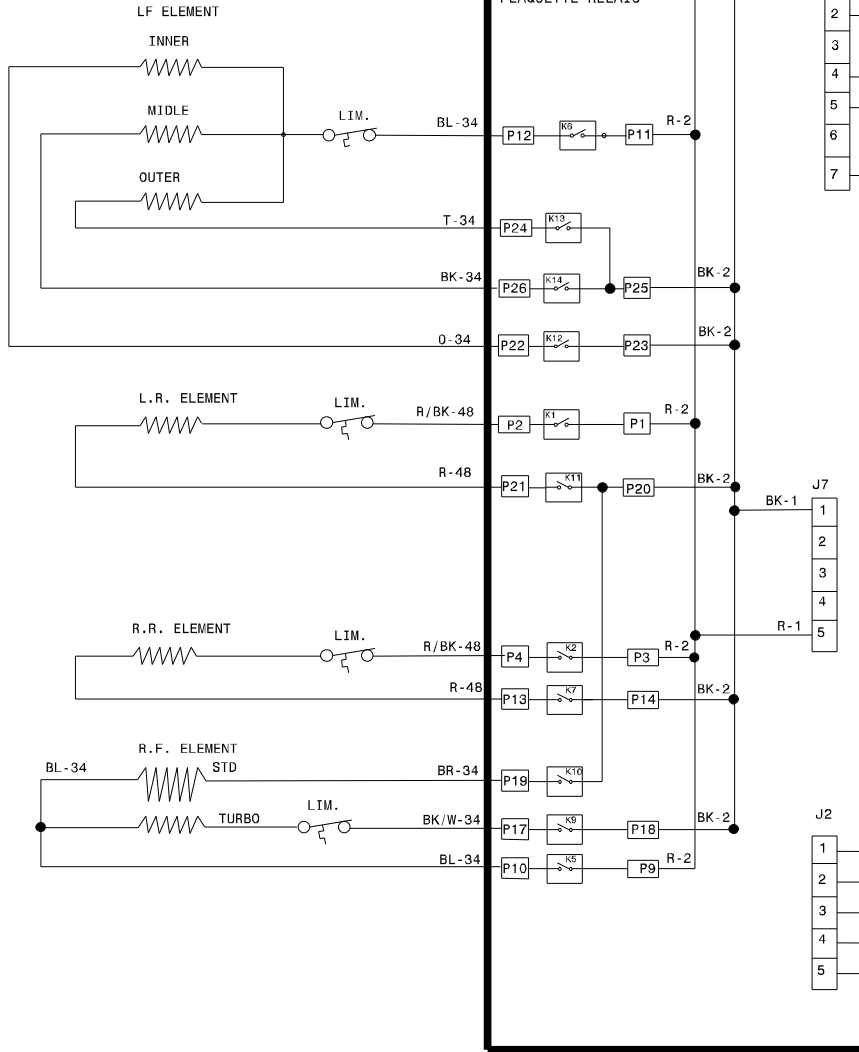 LF ELEMENT
2
INNER
3
4
MIDLE
LIM.
BL-34
P12
K6
P11
R-2
5
6
OUTER
7
T-34
P24
K13
BK-34
P26
K14
P25
BK-2
O-34
P22
K12
P23
BK-2
L.R. ELEMENT
LIM.
R/BK-48
P2
K1
P1
R-2
R-48
P21
K11
P20
BK-2
J7
BK-1
1
2
3
4
5
R-1
R.R. ELEMENT
LIM.
R/BK-48
P4
K2
P3
R-2
R-48
P13
K7
P14
BK-2
R.F. ELEMENT
BL-34
STD
BR-34
P19
K10
TURBO
LIM.
BK/W-34
P17
K9
P18
BK-2
BL-34
P10
K5
P9
R-2
J2
1
2
3
4
5